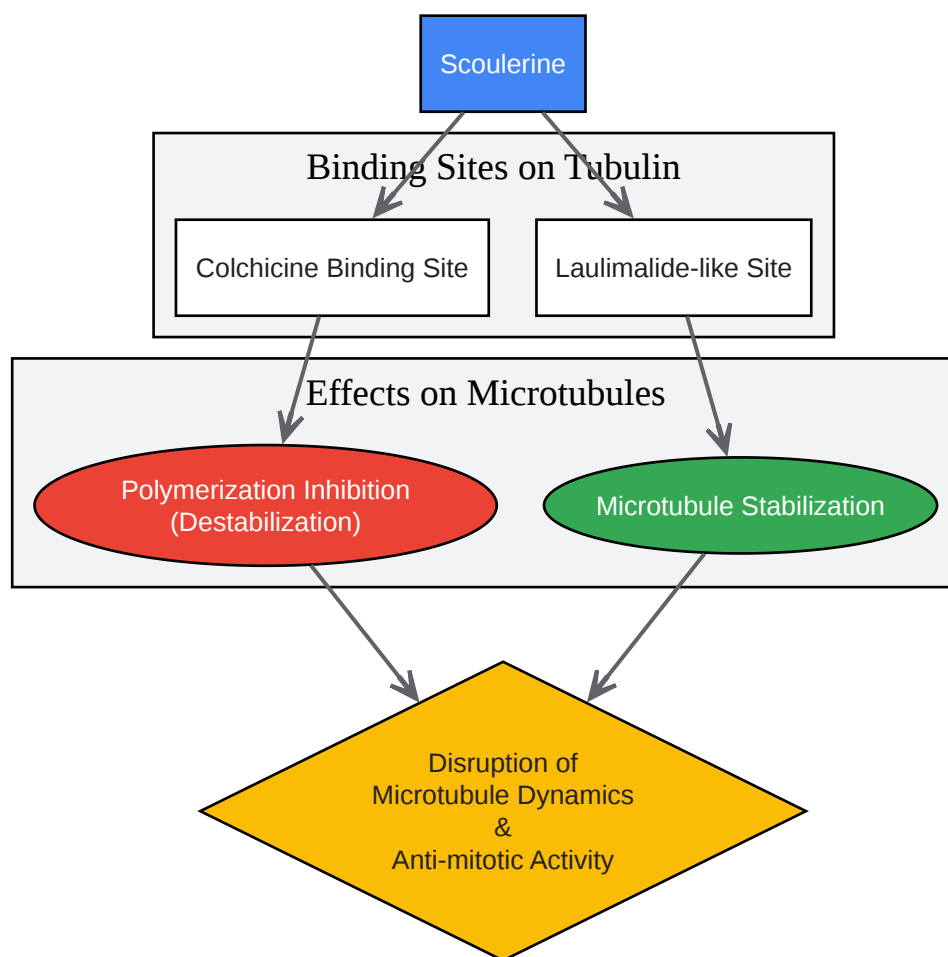 Scoulerine
Binding Sites on Tubulin
Colchicine Binding Site
Laulimalide-like Site
Effects on Microtubules
Polymerization Inhibition
(Destabilization)
Microtubule Stabilization
Disruption of
Microtubule Dynamics
&
Anti-mitotic Activity